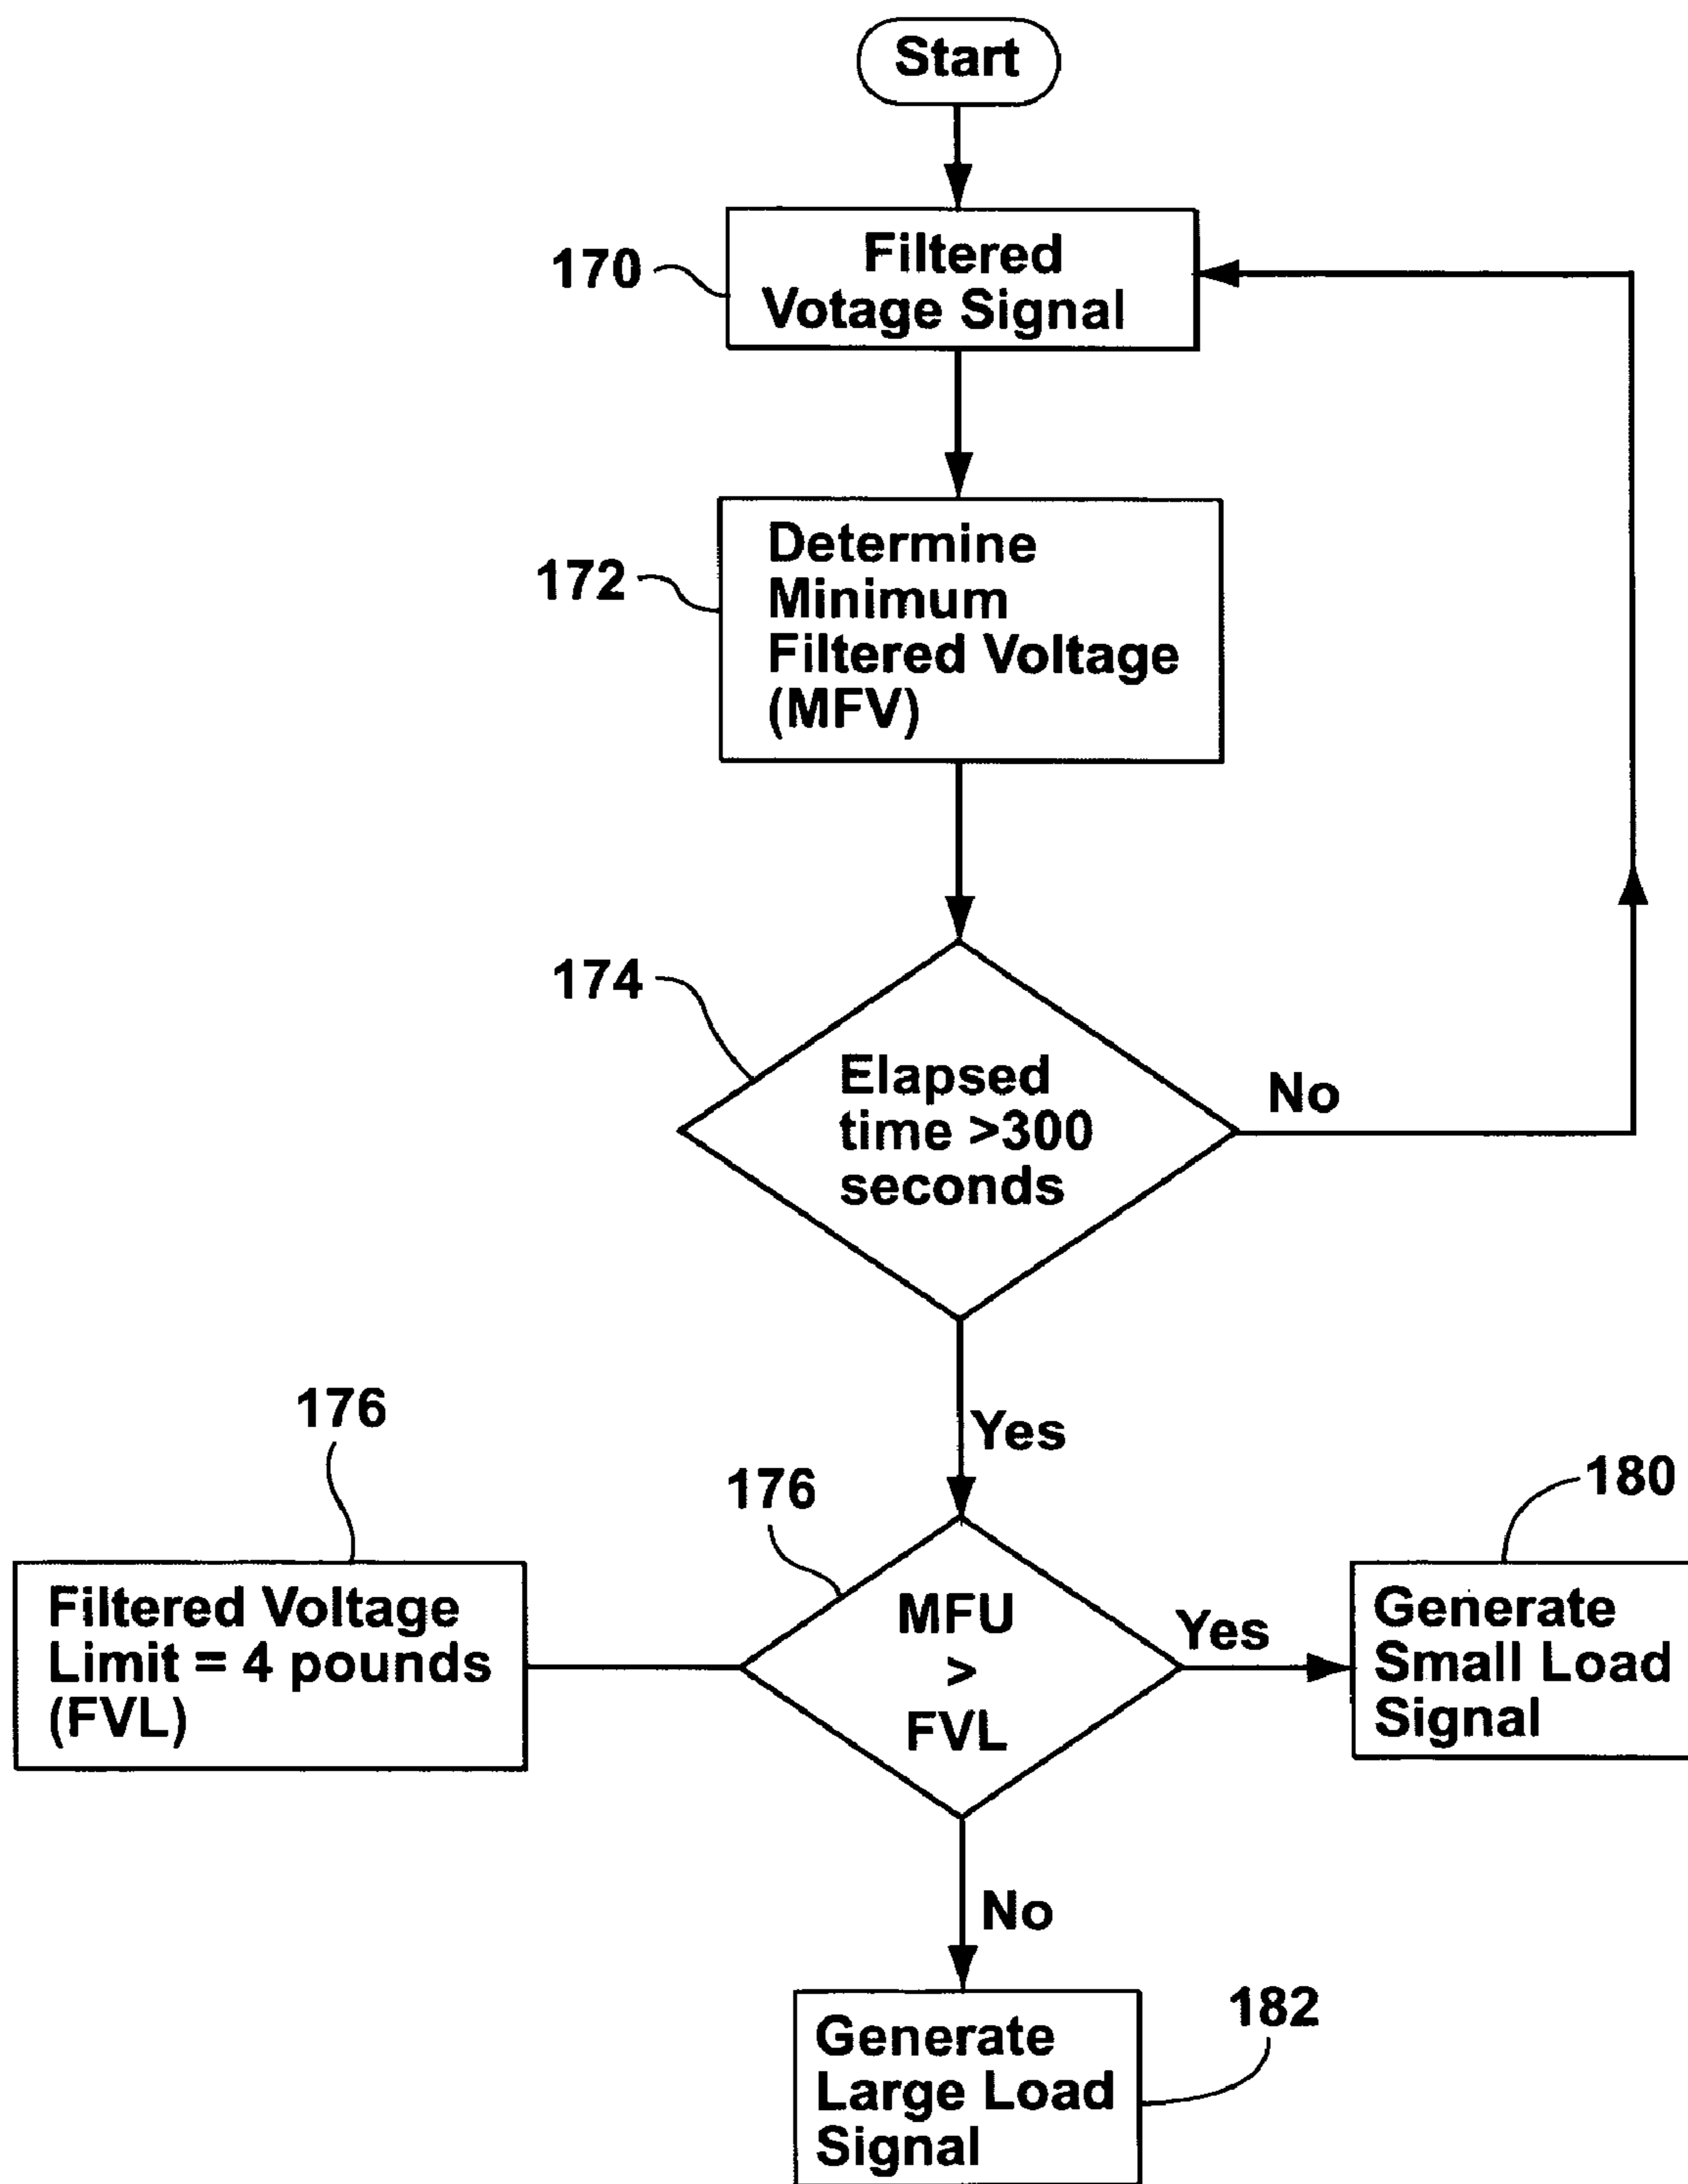 Start
170
Filtered
Votage Signal
172
Determine
Minimum
Filtered Voltage
(MFV)
174
Elapsed
time >300
seconds
No
Yes
176
Filtered Voltage
Limit = 4 pounds
(FVL)
176
MFU
>
FVL
Yes
180
Generate
Small Load
Signal
No
182
Generate
Large Load
Signal